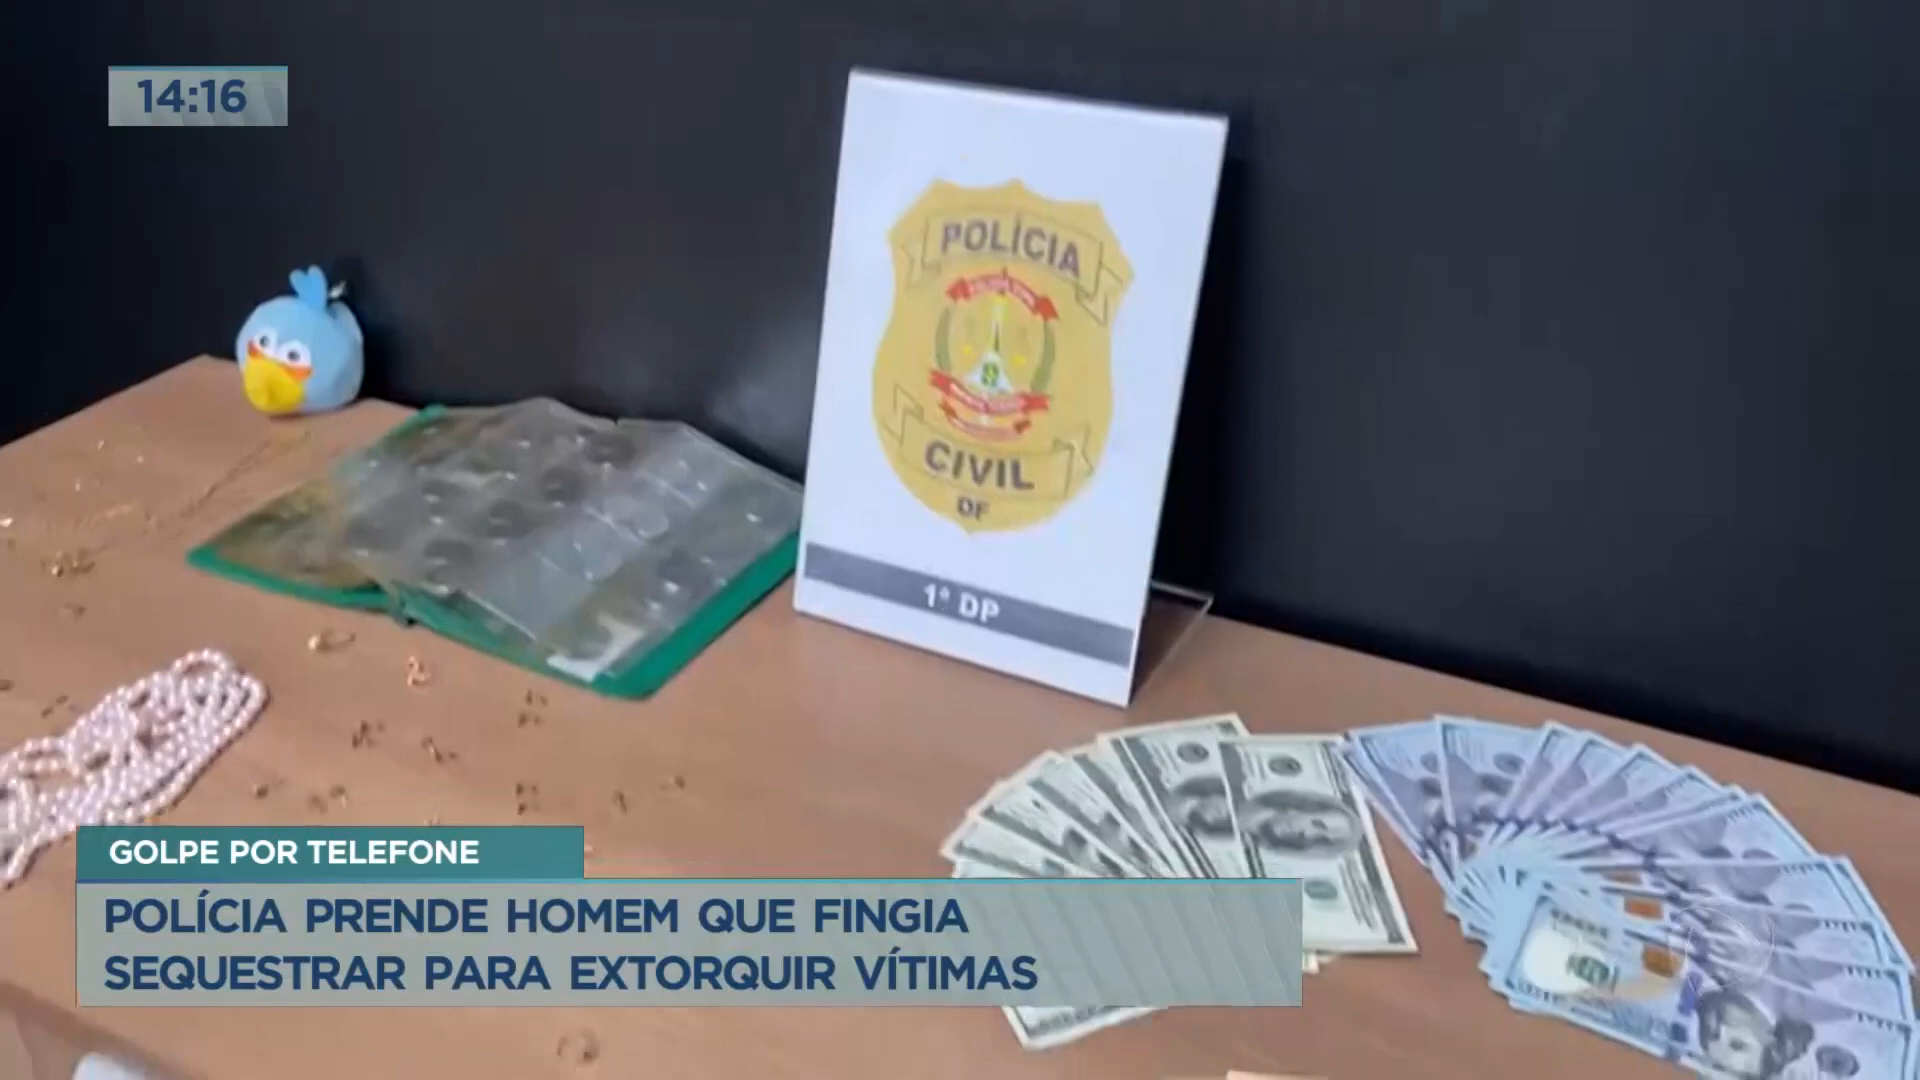 14:16
POLÍCIA
CIVIL
DF
1ª DP
GOLPE POR TELEFONE
POLÍCIA PRENDE HOMEM QUE FINGIA
SEQUESTRAR PARA EXTORQUIR VÍTIMAS